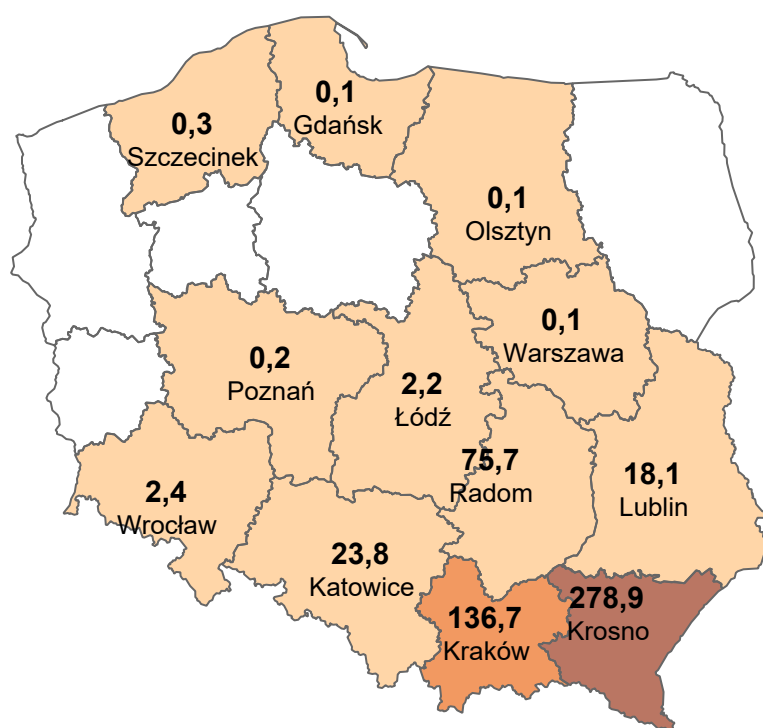 0,3
Szczecinek
0,1
Gdańsk
0,1
Olsztyn
0,1
Warszawa
0,2
Poznań
2,2
Łódź
75,7
Radom
18,1
Lublin
2,4
Wrocław
23,8
Katowice
136,7
Kraków
278,9
Krosno